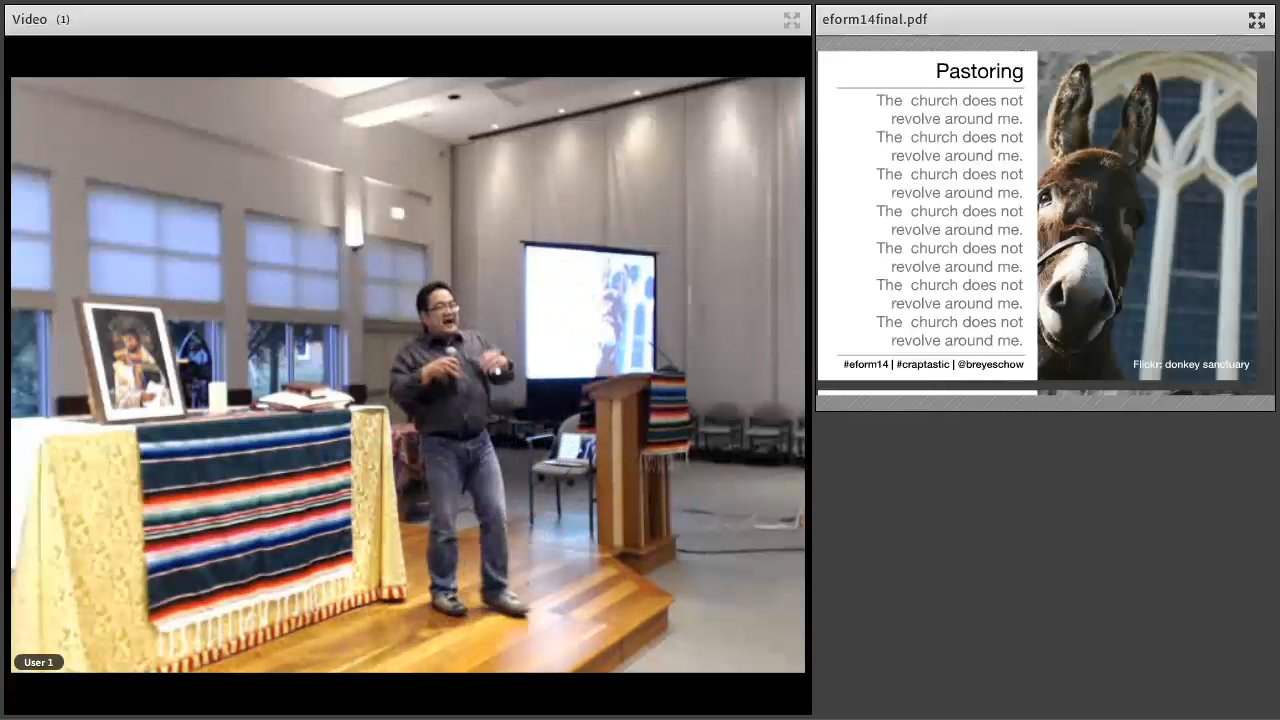 Video (1)
User 1
eform14final.pdf
Pastoring
The church does not
revolve around me.
The church does not
revolve around me.
The church does not
revolve around me.
The church does not
revolve around me.
The church does not
revolve around me.
The church does not
revolve around me.
The church does not
revolve around me.
#eform14 | #craptastic | @breyeschow
Flickr: donkey sanctuary